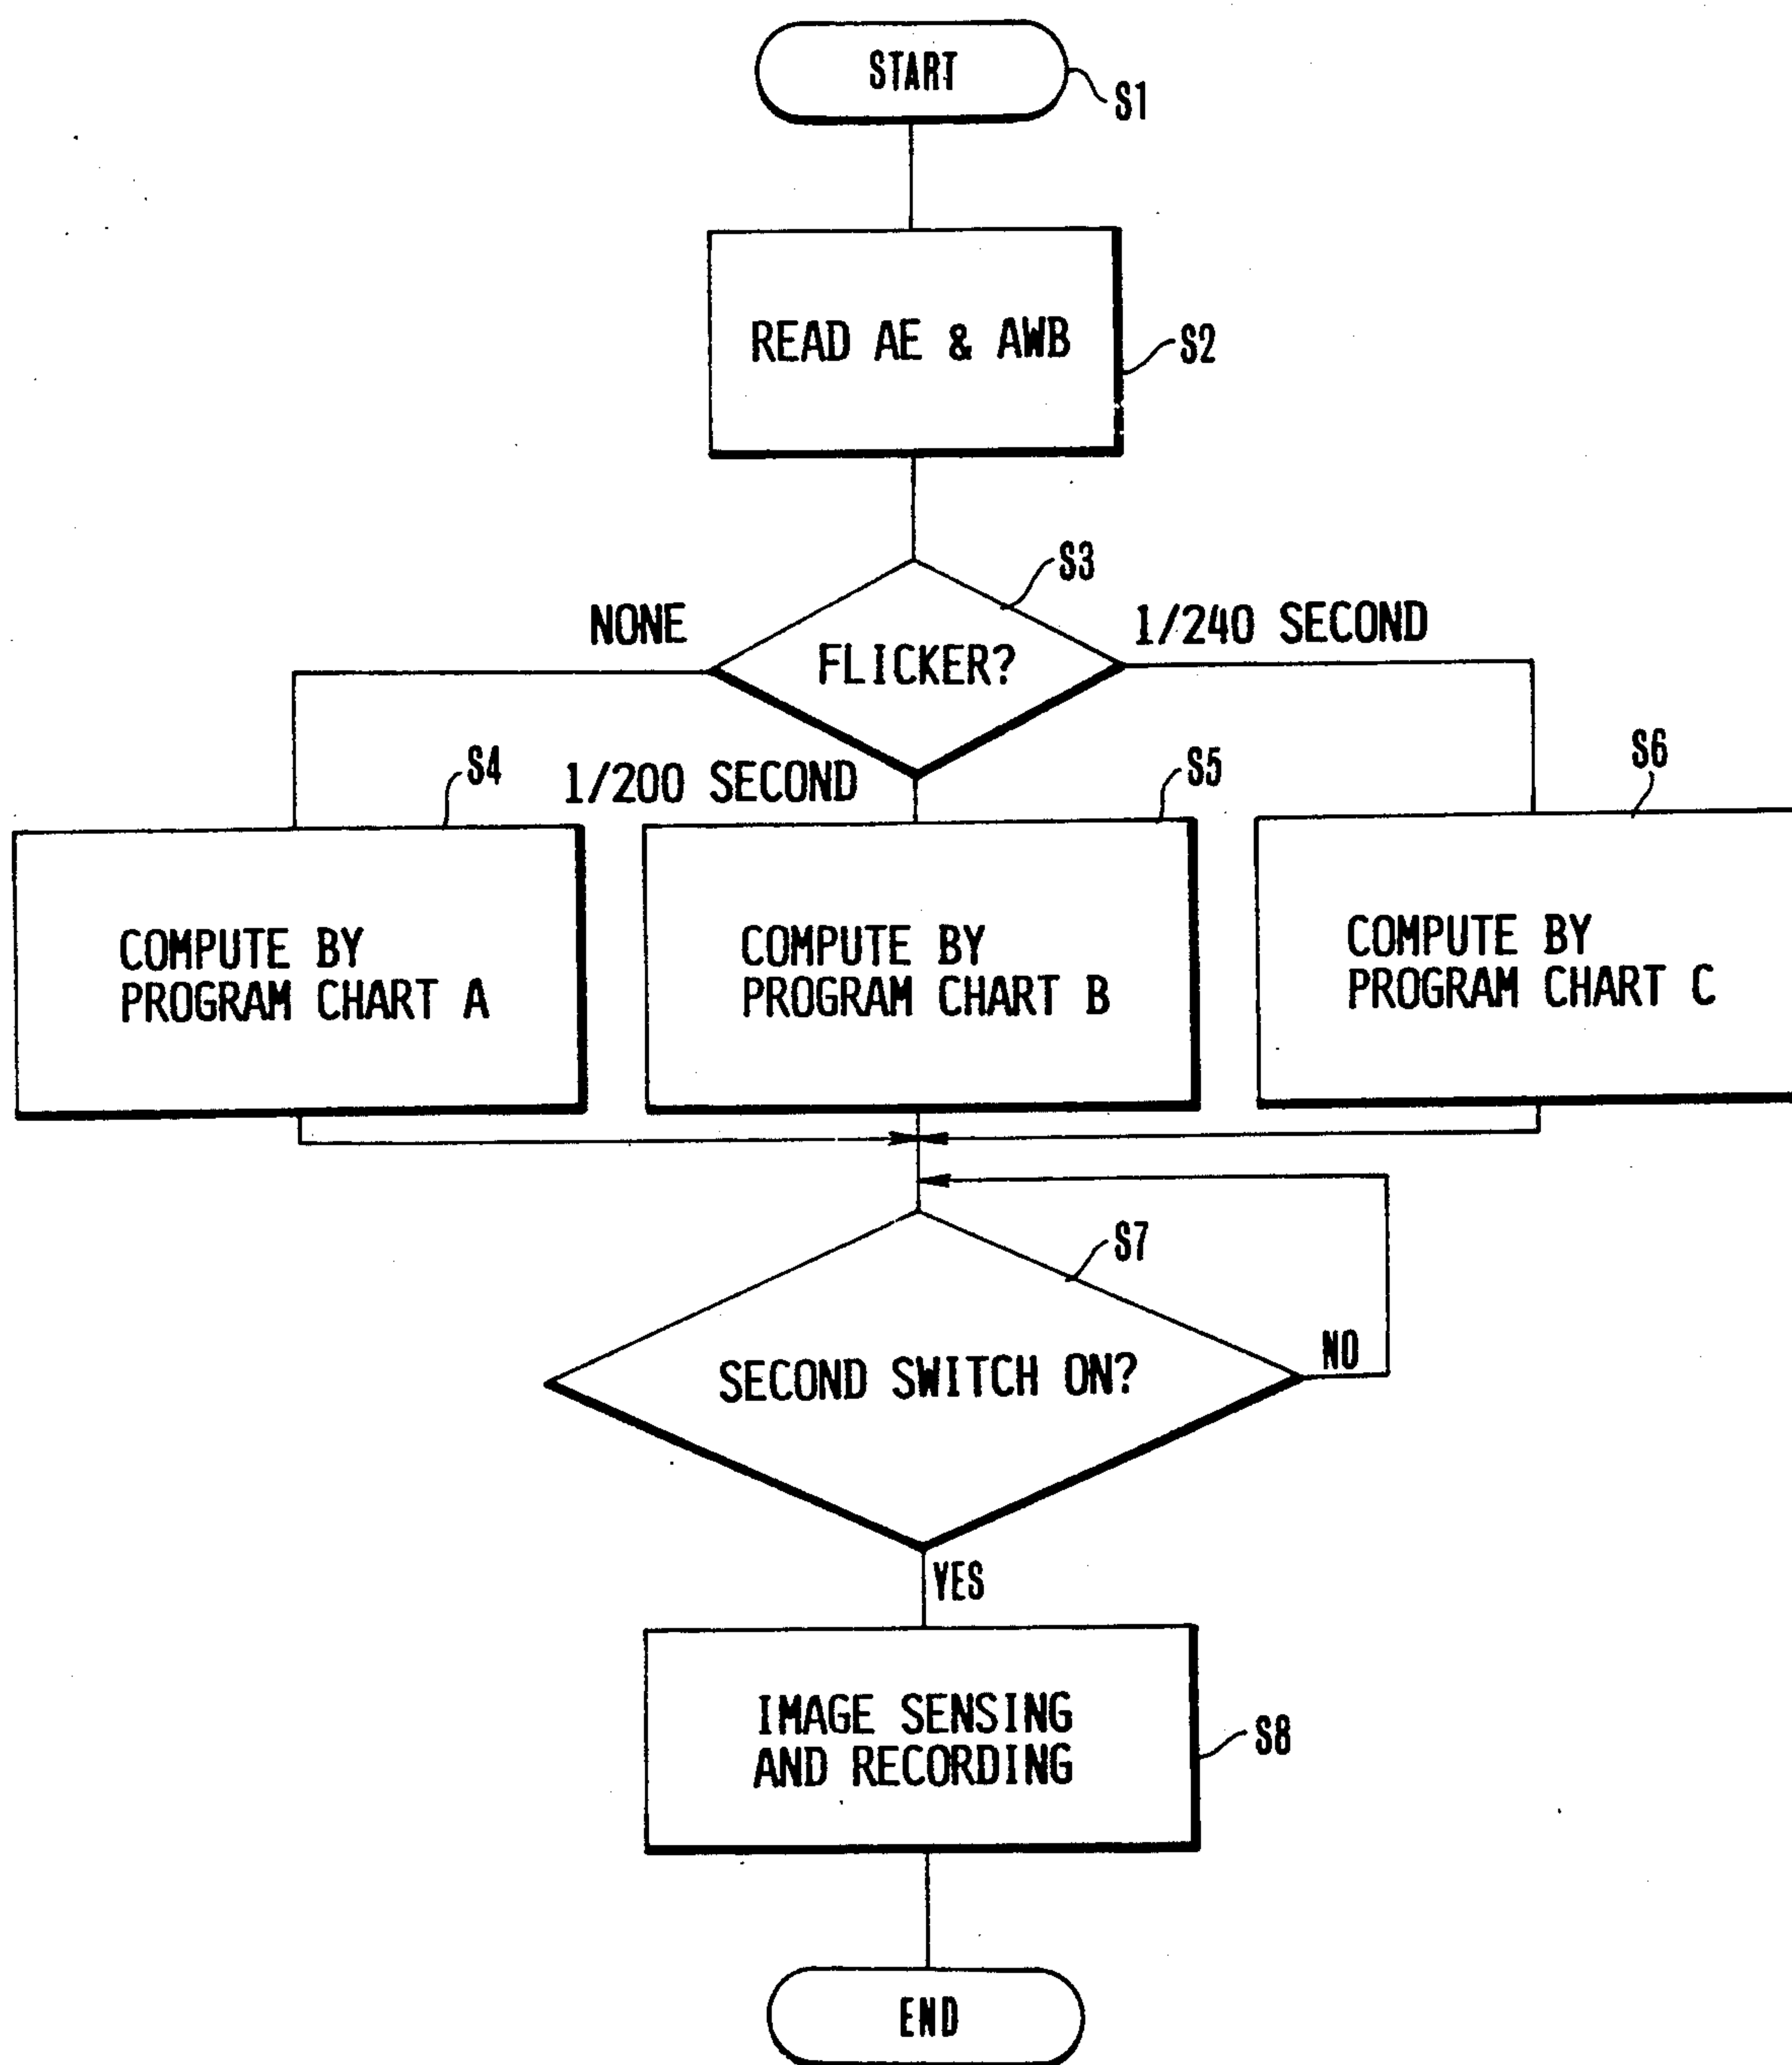 START
S1
READ AE & AWB
S2
S3
NONE
1/240 SECOND
FLICKER?
S4
1/200 SECOND
S5
S6
COMPUTE BY
PROGRAM CHART A
COMPUTE BY
PROGRAM CHART B
COMPUTE BY
PROGRAM CHART C
S7
SECOND SWITCH ON?
NO
YES
IMAGE SENSING
AND RECORDING
S8
END